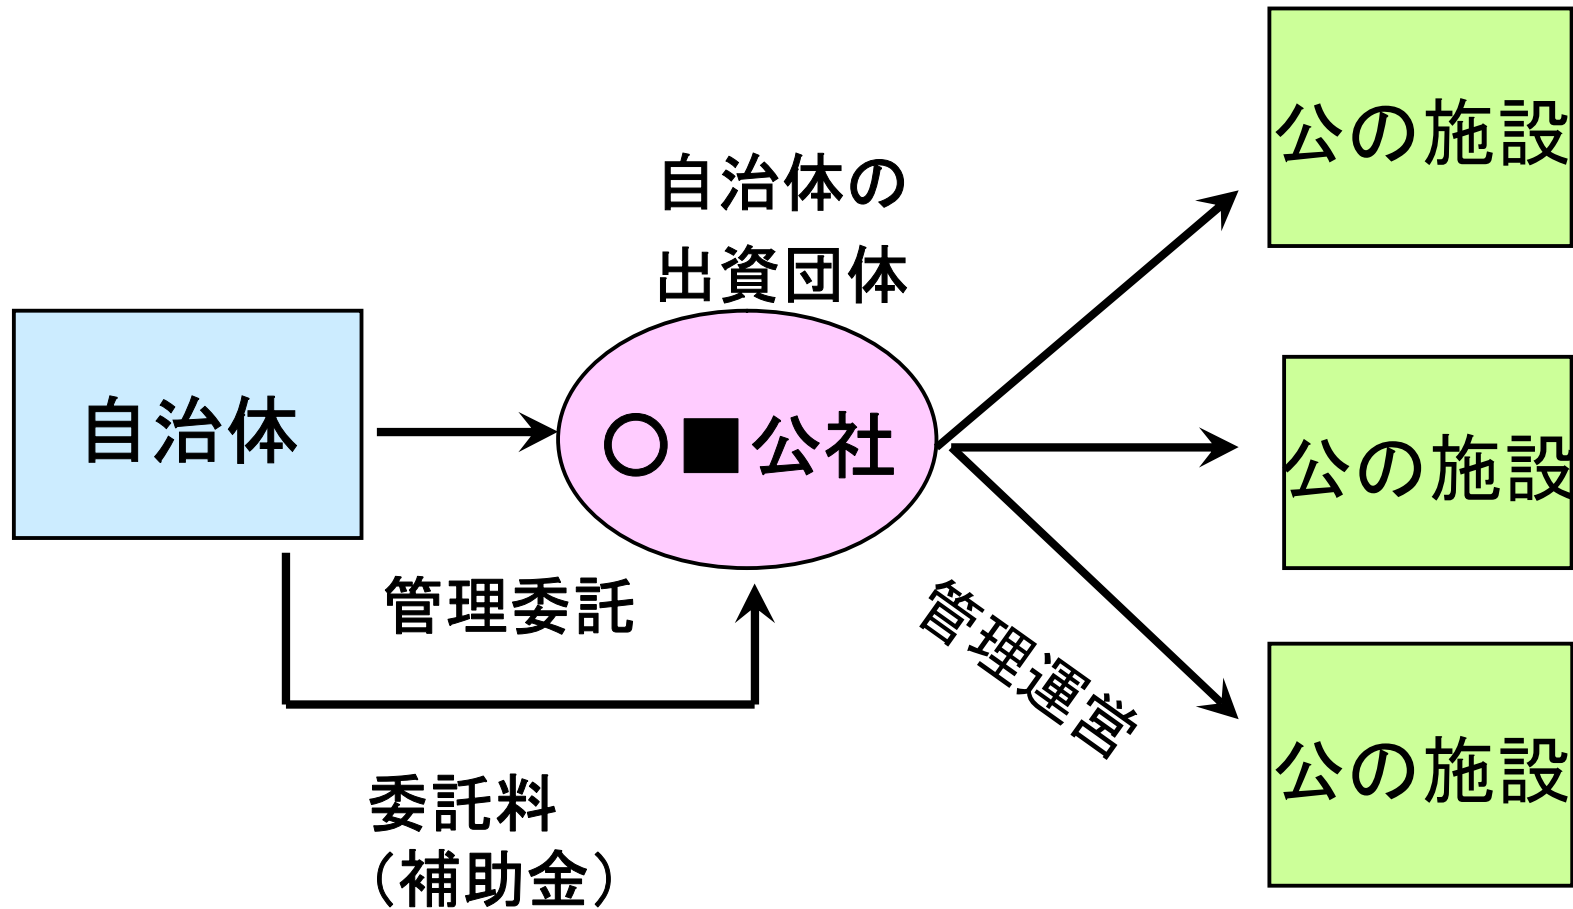 公の施設
自治体の
出資団体
自治体
〇■公社
公の施設
管理委託
管理運営
公の施設
委託料
（補助金）